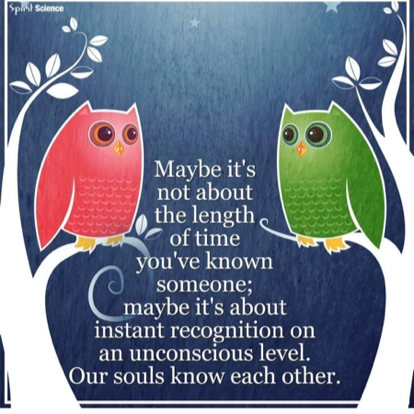 Spirit Science
Maybe it's
not about
the length
of time
you've known
someone;
maybe it's about
instant recognition on
an unconscious level.
Our souls know each other.